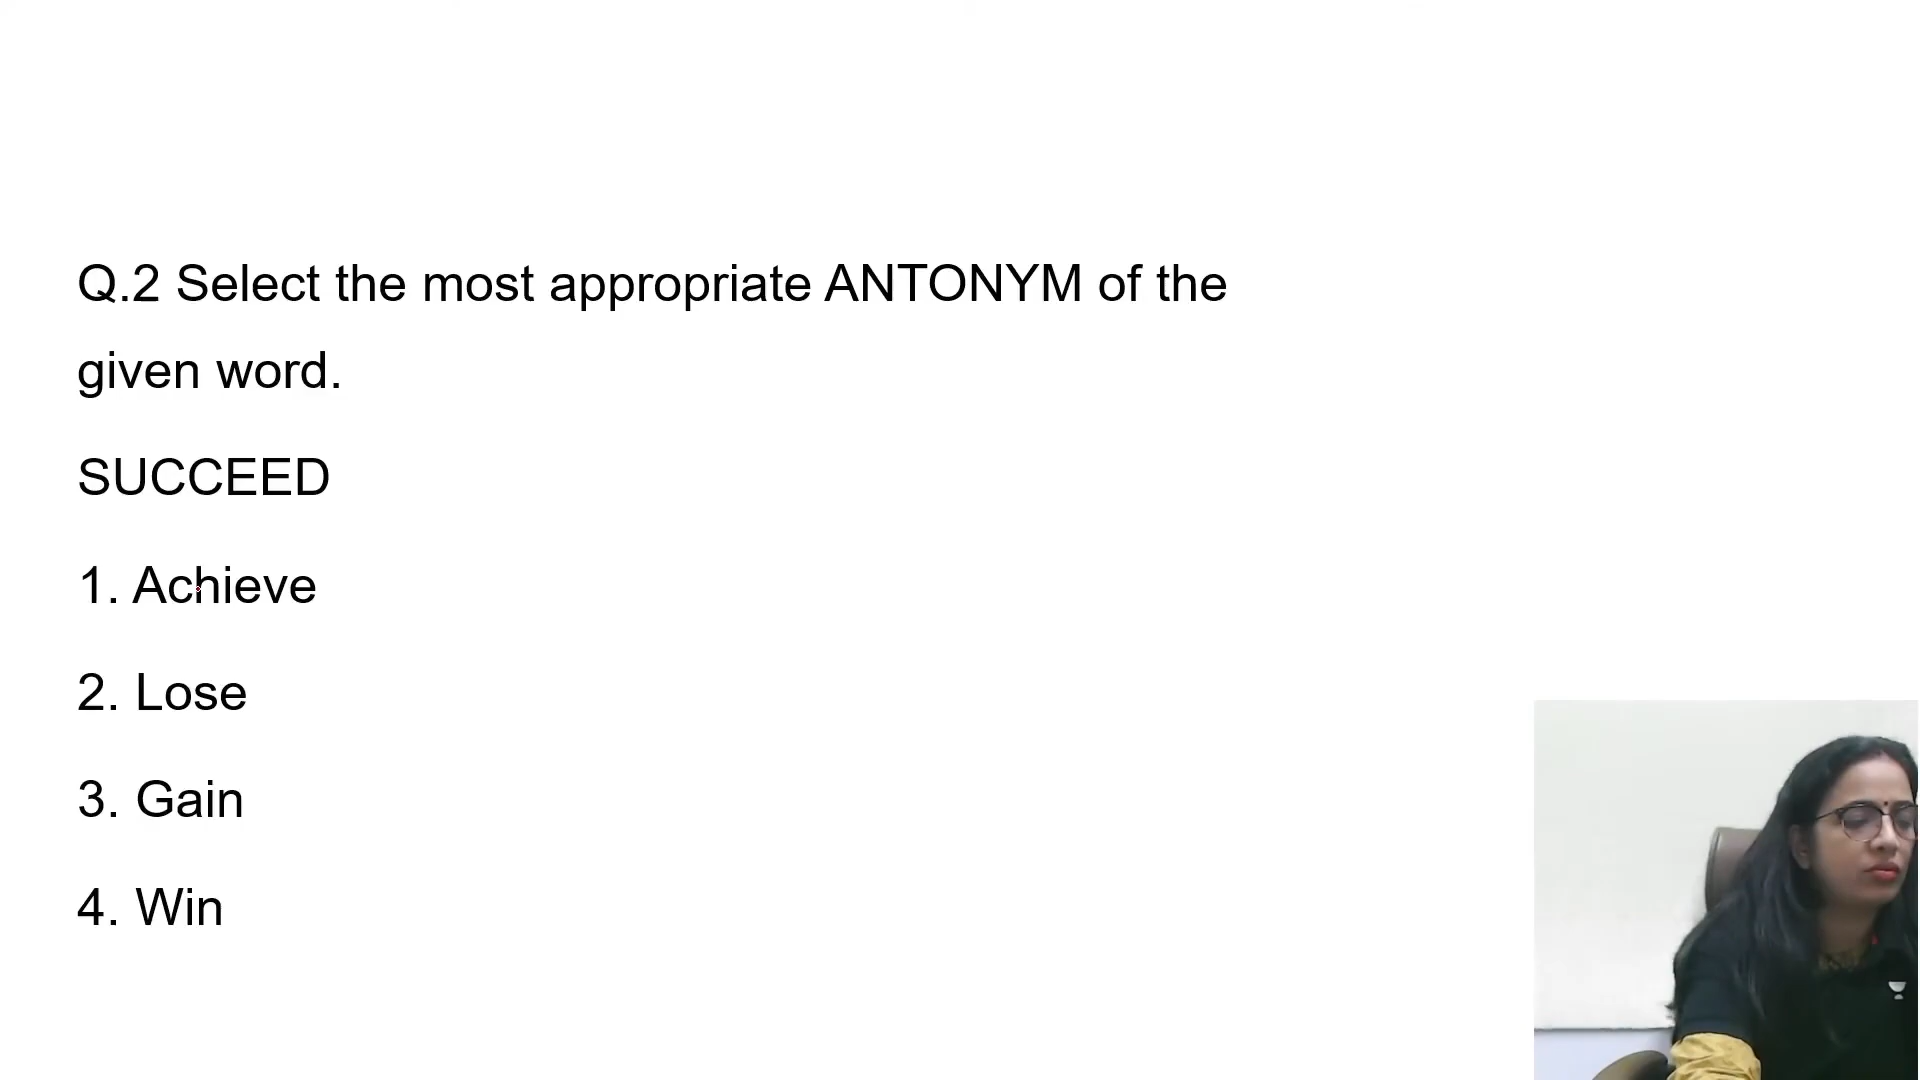 Q.2 Select the most appropriate ANTONYM of the
given word.
SUCCEED
1. Achieve
2. Lose
3. Gain
4. Win